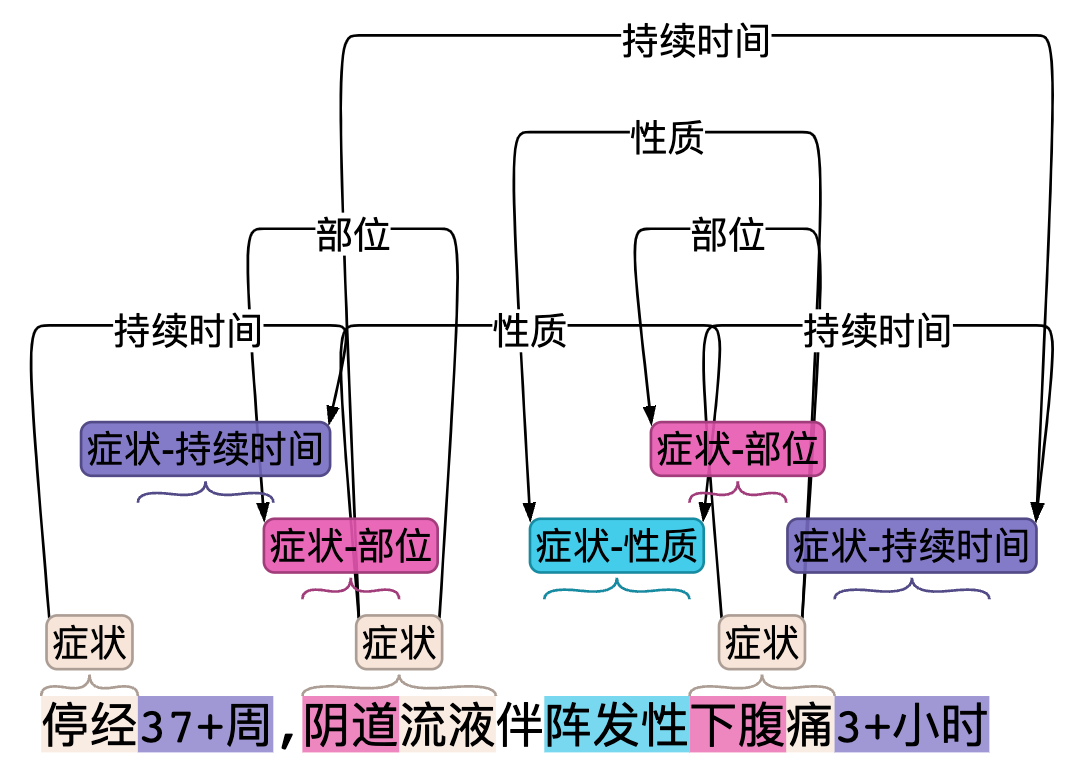 持续时间
性质
部位 部位
持续时间 性质 持续时间
症状-持续时间 症状-部位
症状-部位 症状-性质 症状-持续时间
症状 症状 症状
停经37+周,阴道流液伴阵发性下腹痛3+小时